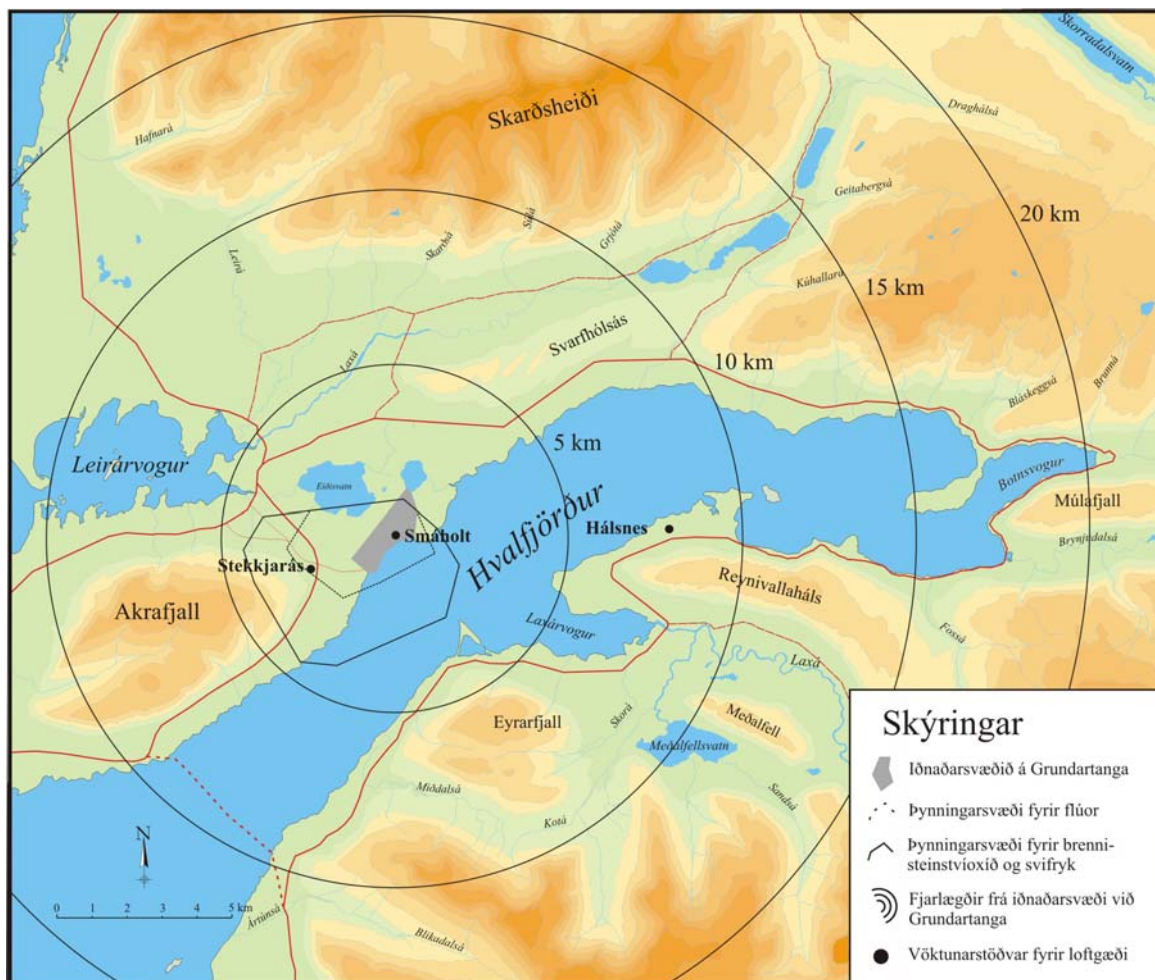 Skorradalsvatn
Skarðsheiði
Draghálsá
Hafnará
Geitabergsá
20 km
Súlá
Skarðsá
Grjótá
Leirá
Kúhallará
15 km
Svarfhólsás
Laxá
10 km
Brunná
Bláskeggsá
5 km
Leirárvogur
Eiðisvatn
Botnsvogur
Múlafjall
Hvalfjörður
Hálsnes
Smáholt
Brynjudalsá
Stekkjarás
Reynivallaháls
Akrafjall
Laxárvogur
Fossá
Laxá
Eyrarfjall
Skorá
Meðalfell
Meðalfellsvatn
Miðdalsá
Sandsá
Kotá
N
Ártúnsá
0 1 2 3 4 5 km
Blikadalsá
Skýringar
Iðnaðarsvæðið á Grundartanga
Þynningarsvæði fyrir flúor
Þynningarsvæði fyrir brenni-
steinstvíoxíð og svifryk
Fjarlægðir frá iðnaðarsvæði við
Grundartanga
Vöktunarstöðvar fyrir loftgæði